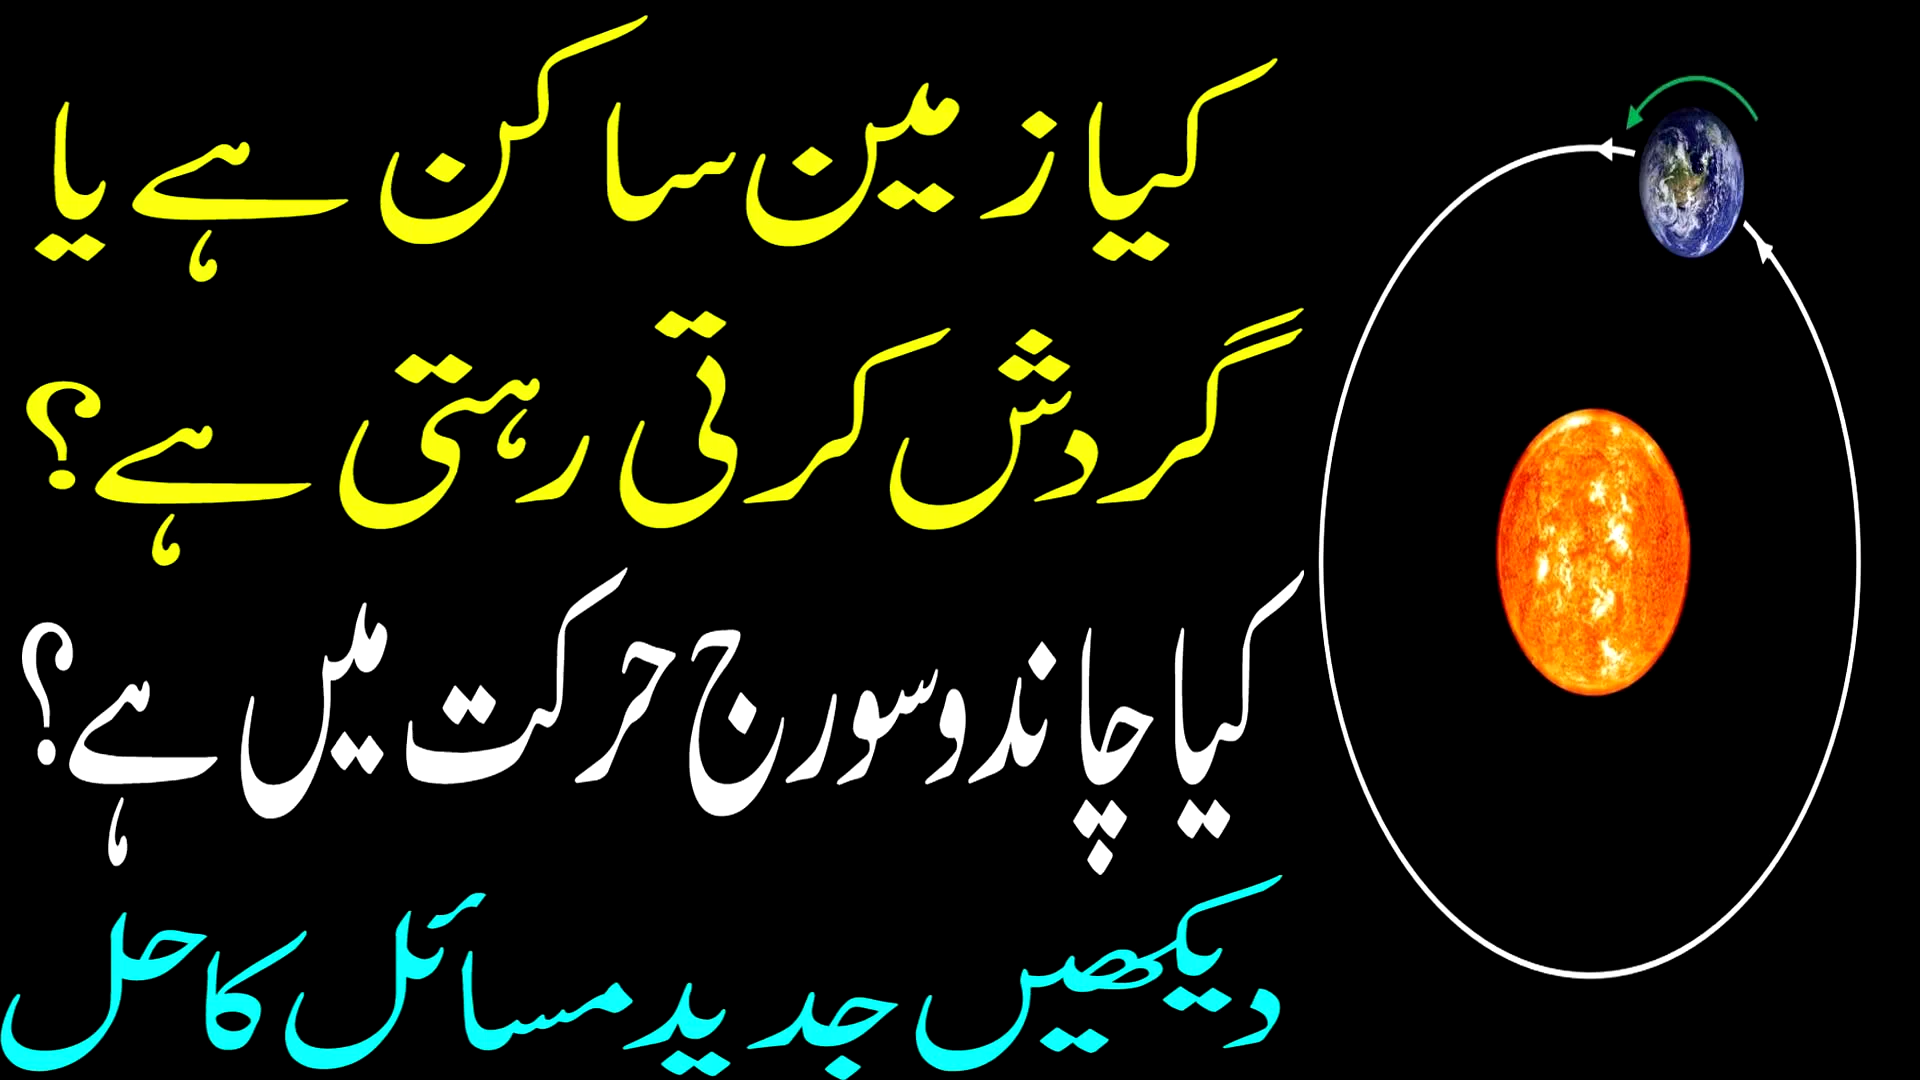 کیا زمین ساکن ہے یا
گردش کرتی رہتی ہے؟
کیا چاند و سورج حرکت میں ہے؟
دیکھیں جدید مسائل کا حل